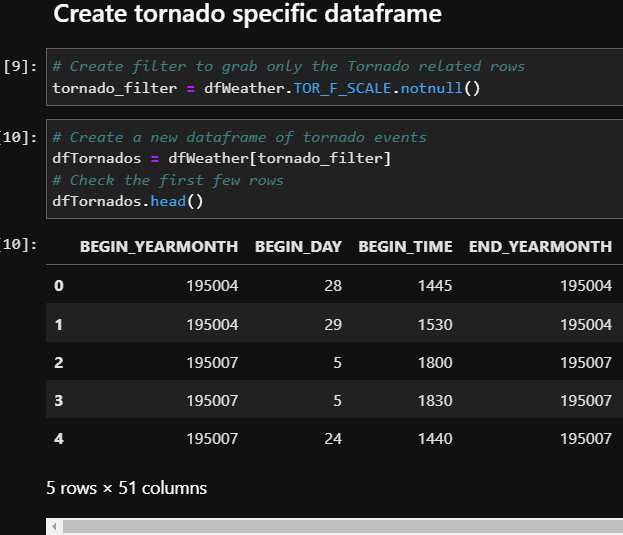 Create tornado specific dataframe
[9]: # Create filter to grab only the Tornado related rows
tornado_filter = dfWeather.TOR_F_SCALE.notnull()
[10]: # Create a new dataframe of tornado events
dfTornados = dfWeather[tornado_filter]
# Check the first few rows
dfTornados.head()
[10]: BEGIN_YEARMONTH BEGIN_DAY BEGIN_TIME END_YEARMONTH
0 195004 28 1445 195004
1 195004 29 1530 195004
2 195007 5 1800 195007
3 195007 5 1830 195007
4 195007 24 1440 195007
5 rows × 51 columns